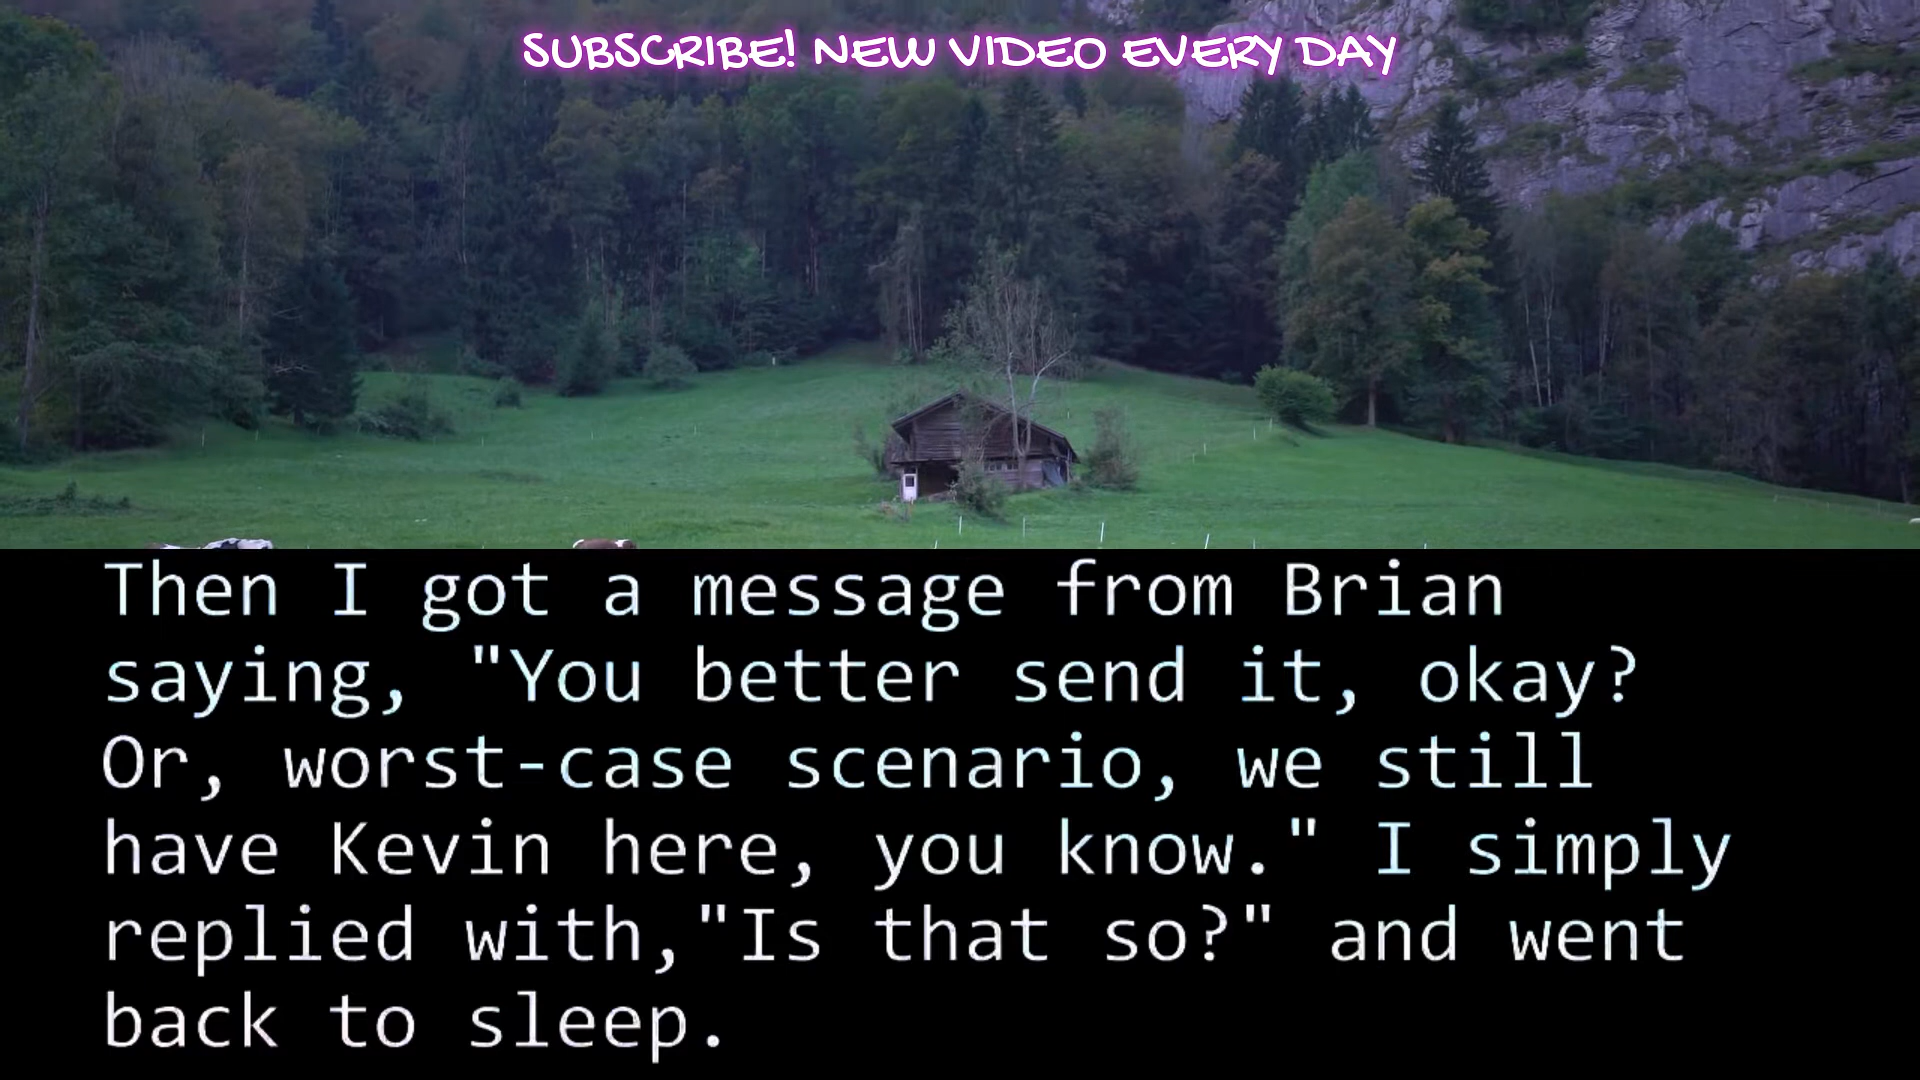 SUBSCRIBE! NEW VIDEO EVERY DAY
Then I got a message from Brian
saying, "You better send it, okay?
Or, worst-case scenario, we still
have Kevin here, you know." I simply
replied with,"Is that so?" and went
back to sleep.